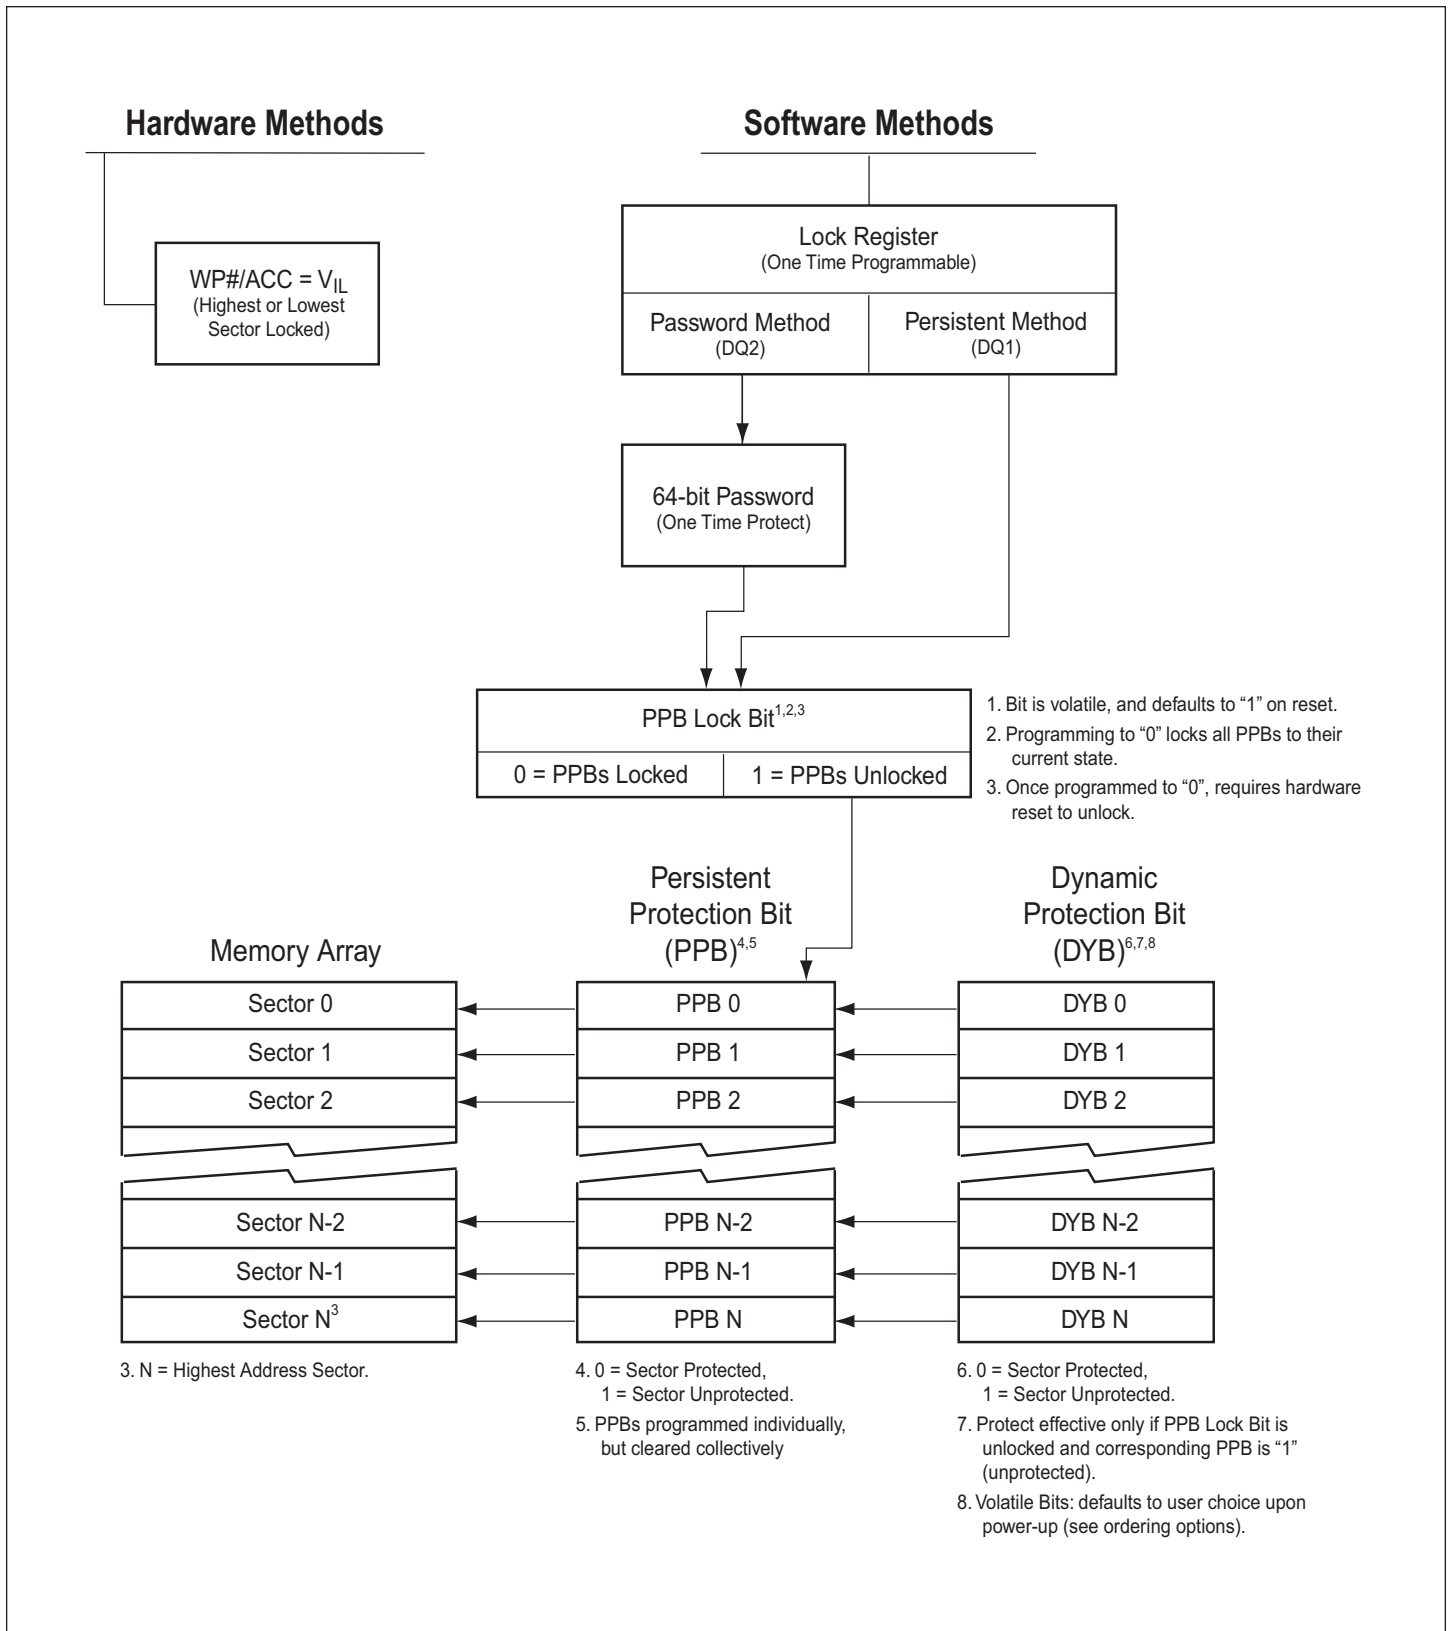 Hardware Methods
Software Methods
WP#/ACC = VIL
(Highest or Lowest
Sector Locked)
Lock Register
(One Time Programmable)
Password Method
(DQ2)
Persistent Method
(DQ1)
64-bit Password
(One Time Protect)
PPB Lock Bit1,2,3
0 = PPBs Locked
1 = PPBs Unlocked
1. Bit is volatile, and defaults to “1” on reset.
2. Programming to “0” locks all PPBs to their
current state.
3. Once programmed to “0”, requires hardware
reset to unlock.
Memory Array
Persistent
Protection Bit
(PPB)4,5
Dynamic
Protection Bit
(DYB)6,7,8
Sector 0
PPB 0
DYB 0
Sector 1
PPB 1
DYB 1
Sector 2
PPB 2
DYB 2
Sector N-2
PPB N-2
DYB N-2
Sector N-1
PPB N-1
DYB N-1
Sector N3
PPB N
DYB N
3. N = Highest Address Sector.
4. 0 = Sector Protected,
1 = Sector Unprotected.
5. PPBs programmed individually,
but cleared collectively
6. 0 = Sector Protected,
1 = Sector Unprotected.
7. Protect effective only if PPB Lock Bit is
unlocked and corresponding PPB is “1”
(unprotected).
8. Volatile Bits: defaults to user choice upon
power-up (see ordering options).